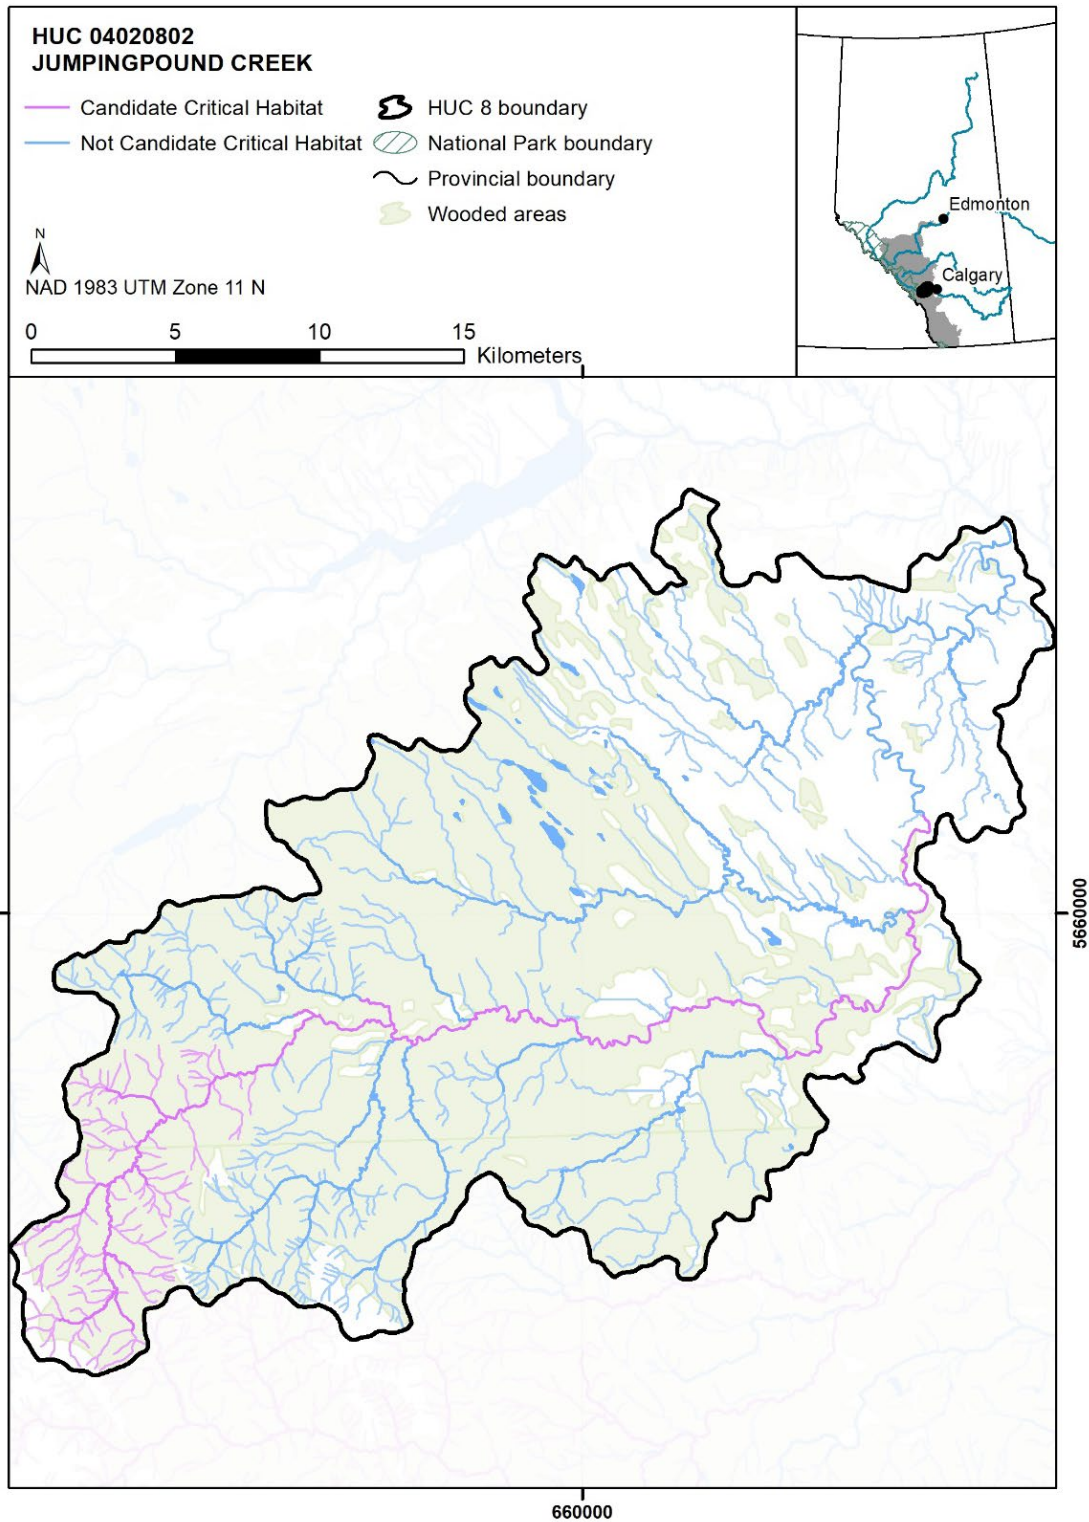 HUC 04020802
JUMPINGPOUND CREEK
Candidate Critical Habitat
Not Candidate Critical Habitat
HUC 8 boundary
National Park boundary
Provincial boundary
Wooded areas
N
NAD 1983 UTM Zone 11 N
0 5 10 15
Kilometers
Edmonton
Calgary
5660000
660000